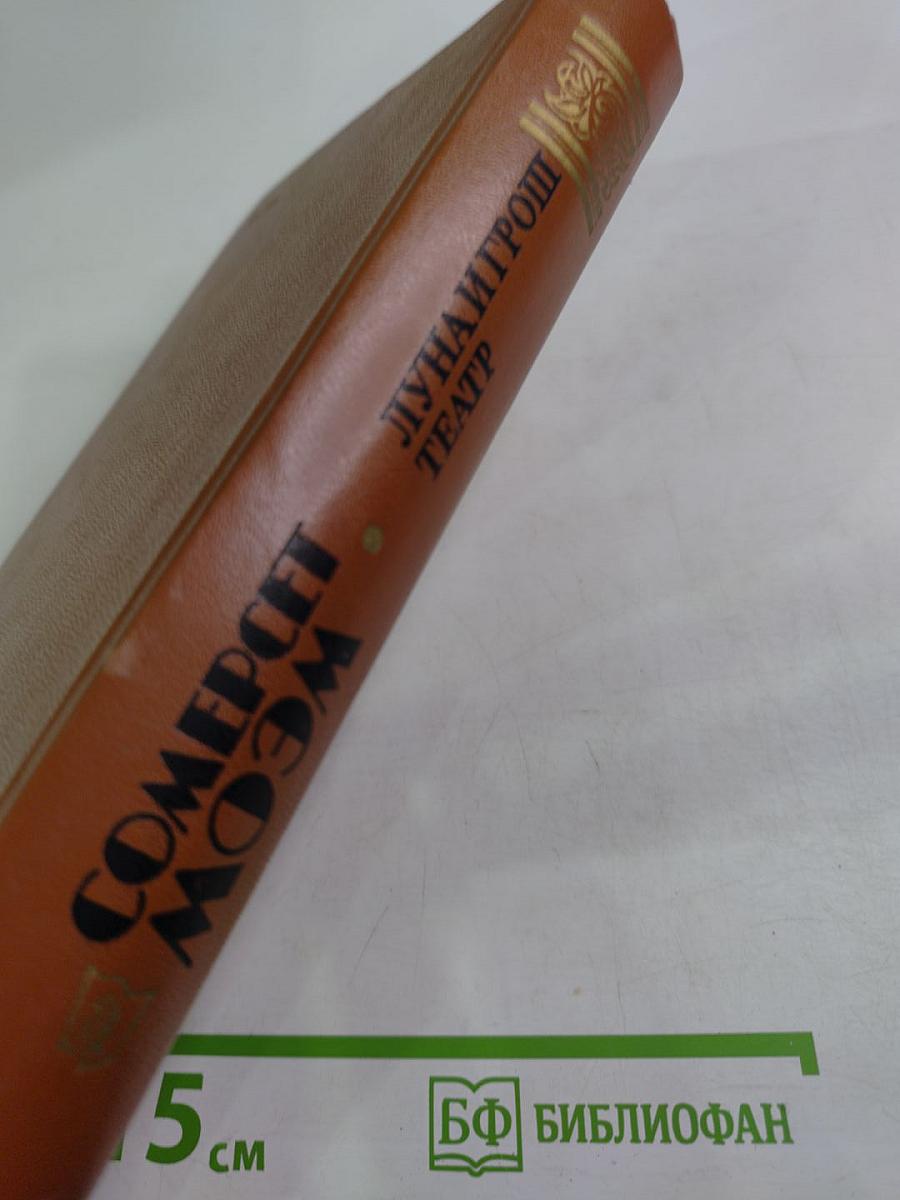 СОМЕРСЕТ
МОЭМ
ЛУНА И ГРОШ
ТЕАТР
15 см
БФ БИБЛИОФАН